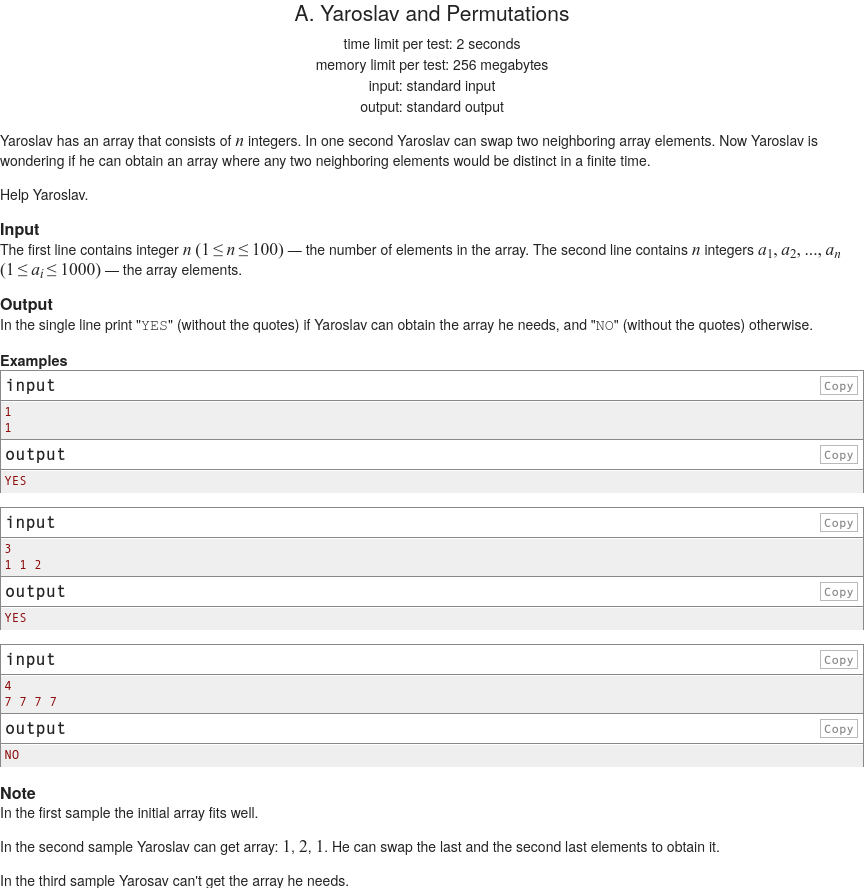 A. Yaroslav and Permutations
time limit per test: 2 seconds
memory limit per test: 256 megabytes
input: standard input
output: standard output
Yaroslav has an array that consists of n integers. In one second Yaroslav can swap two neighboring array elements. Now Yaroslav is
wondering if he can obtain an array where any two neighboring elements would be distinct in a finite time.
Help Yaroslav.
Input
The first line contains integer n (1 ≤ n ≤ 100) — the number of elements in the array. The second line contains n integers a1, a2, ..., an
(1 ≤ ai ≤ 1000) — the array elements.
Output
In the single line print "YES" (without the quotes) if Yaroslav can obtain the array he needs, and "NO" (without the quotes) otherwise.
Examples
input Copy
1
1
output Copy
YES
input Copy
3
1 1 2
output Copy
YES
input Copy
4
7 7 7 7
output Copy
NO
Note
In the first sample the initial array fits well.
In the second sample Yaroslav can get array: 1, 2, 1. He can swap the last and the second last elements to obtain it.
In the third sample Yarosav can't get the array he needs.